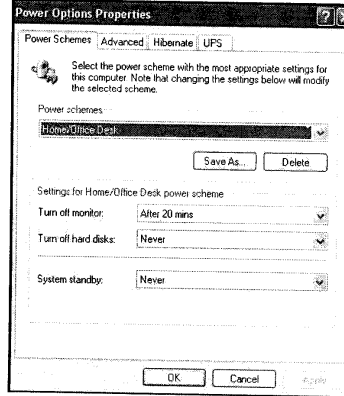 Power Options Properties
Power Schemes Advanced Hibernate UPS
Select the power scheme with the most appropriate settings for
this computer. Note that changing the settings below will modify
the selected scheme.
Power schemes
Home/Office Desk
Save As... Delete
Settings for Home/Office Desk power scheme
Turn off monitor: After 20 mins
Turn off hard disks: Never
System standby: Never
OK Cancel Apply